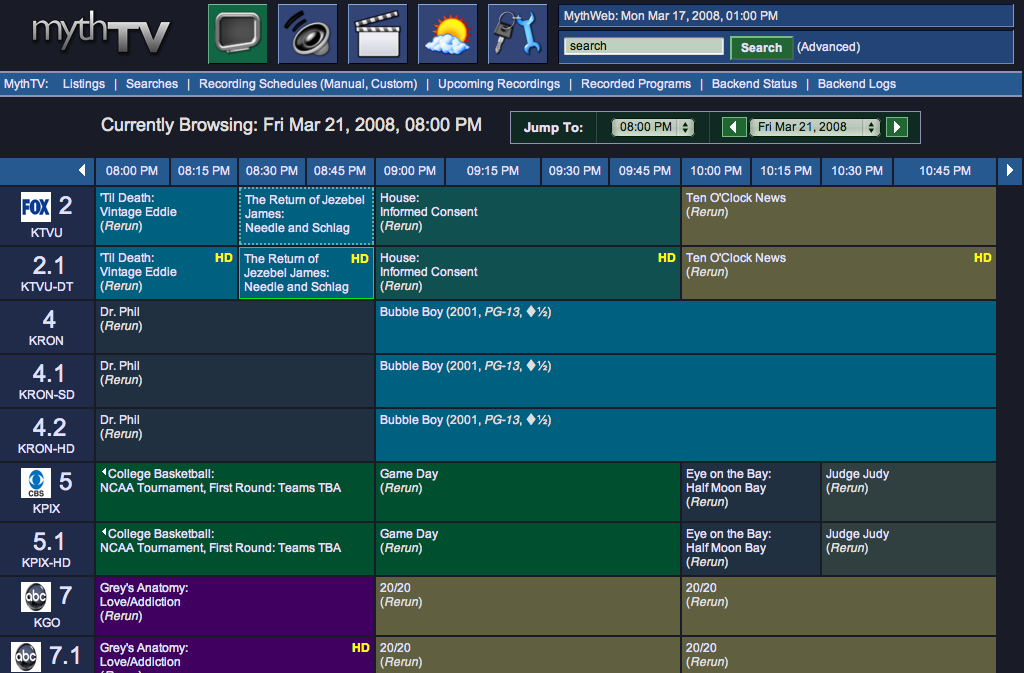 mythTV
MythWeb: Mon Mar 17, 2008, 01:00 PM
search
Search
(Advanced)
MythTV: Listings | Searches | Recording Schedules (Manual, Custom) | Upcoming Recordings | Recorded Programs | Backend Status | Backend Logs
Currently Browsing: Fri Mar 21, 2008, 08:00 PM
Jump To:
08:00 PM
Fri Mar 21, 2008
08:00 PM 08:15 PM 08:30 PM 08:45 PM 09:00 PM 09:15 PM 09:30 PM 09:45 PM 10:00 PM 10:15 PM 10:30 PM 10:45 PM
FOX 2
KTVU
'Til Death:
Vintage Eddie
(Rerun)
The Return of Jezebel
James:
Needle and Schlag
House:
Informed Consent
(Rerun)
Ten O'Clock News
(Rerun)
2.1
KTVU-DT
'Til Death: HD
Vintage Eddie
(Rerun)
The Return of HD
Jezebel James:
Needle and Schlag
House: HD
Informed Consent
(Rerun)
Ten O'Clock News HD
(Rerun)
4
KRON
Dr. Phil
(Rerun)
Bubble Boy (2001, PG-13, ♦½)
4.1
KRON-SD
Dr. Phil
(Rerun)
Bubble Boy (2001, PG-13, ♦½)
4.2
KRON-HD
Dr. Phil
(Rerun)
Bubble Boy (2001, PG-13, ♦½)
CBS 5
KPIX
College Basketball:
NCAA Tournament, First Round: Teams TBA
Game Day
(Rerun)
Eye on the Bay:
Half Moon Bay
(Rerun)
Judge Judy
(Rerun)
5.1
KPIX-HD
College Basketball:
NCAA Tournament, First Round: Teams TBA
Game Day
(Rerun)
Eye on the Bay:
Half Moon Bay
(Rerun)
Judge Judy
(Rerun)
abc 7
KGO
Grey's Anatomy:
Love/Addiction
(Rerun)
20/20
(Rerun)
20/20
(Rerun)
abc 7.1
Grey's Anatomy: HD
Love/Addiction
20/20
(Rerun)
20/20
(Rerun)